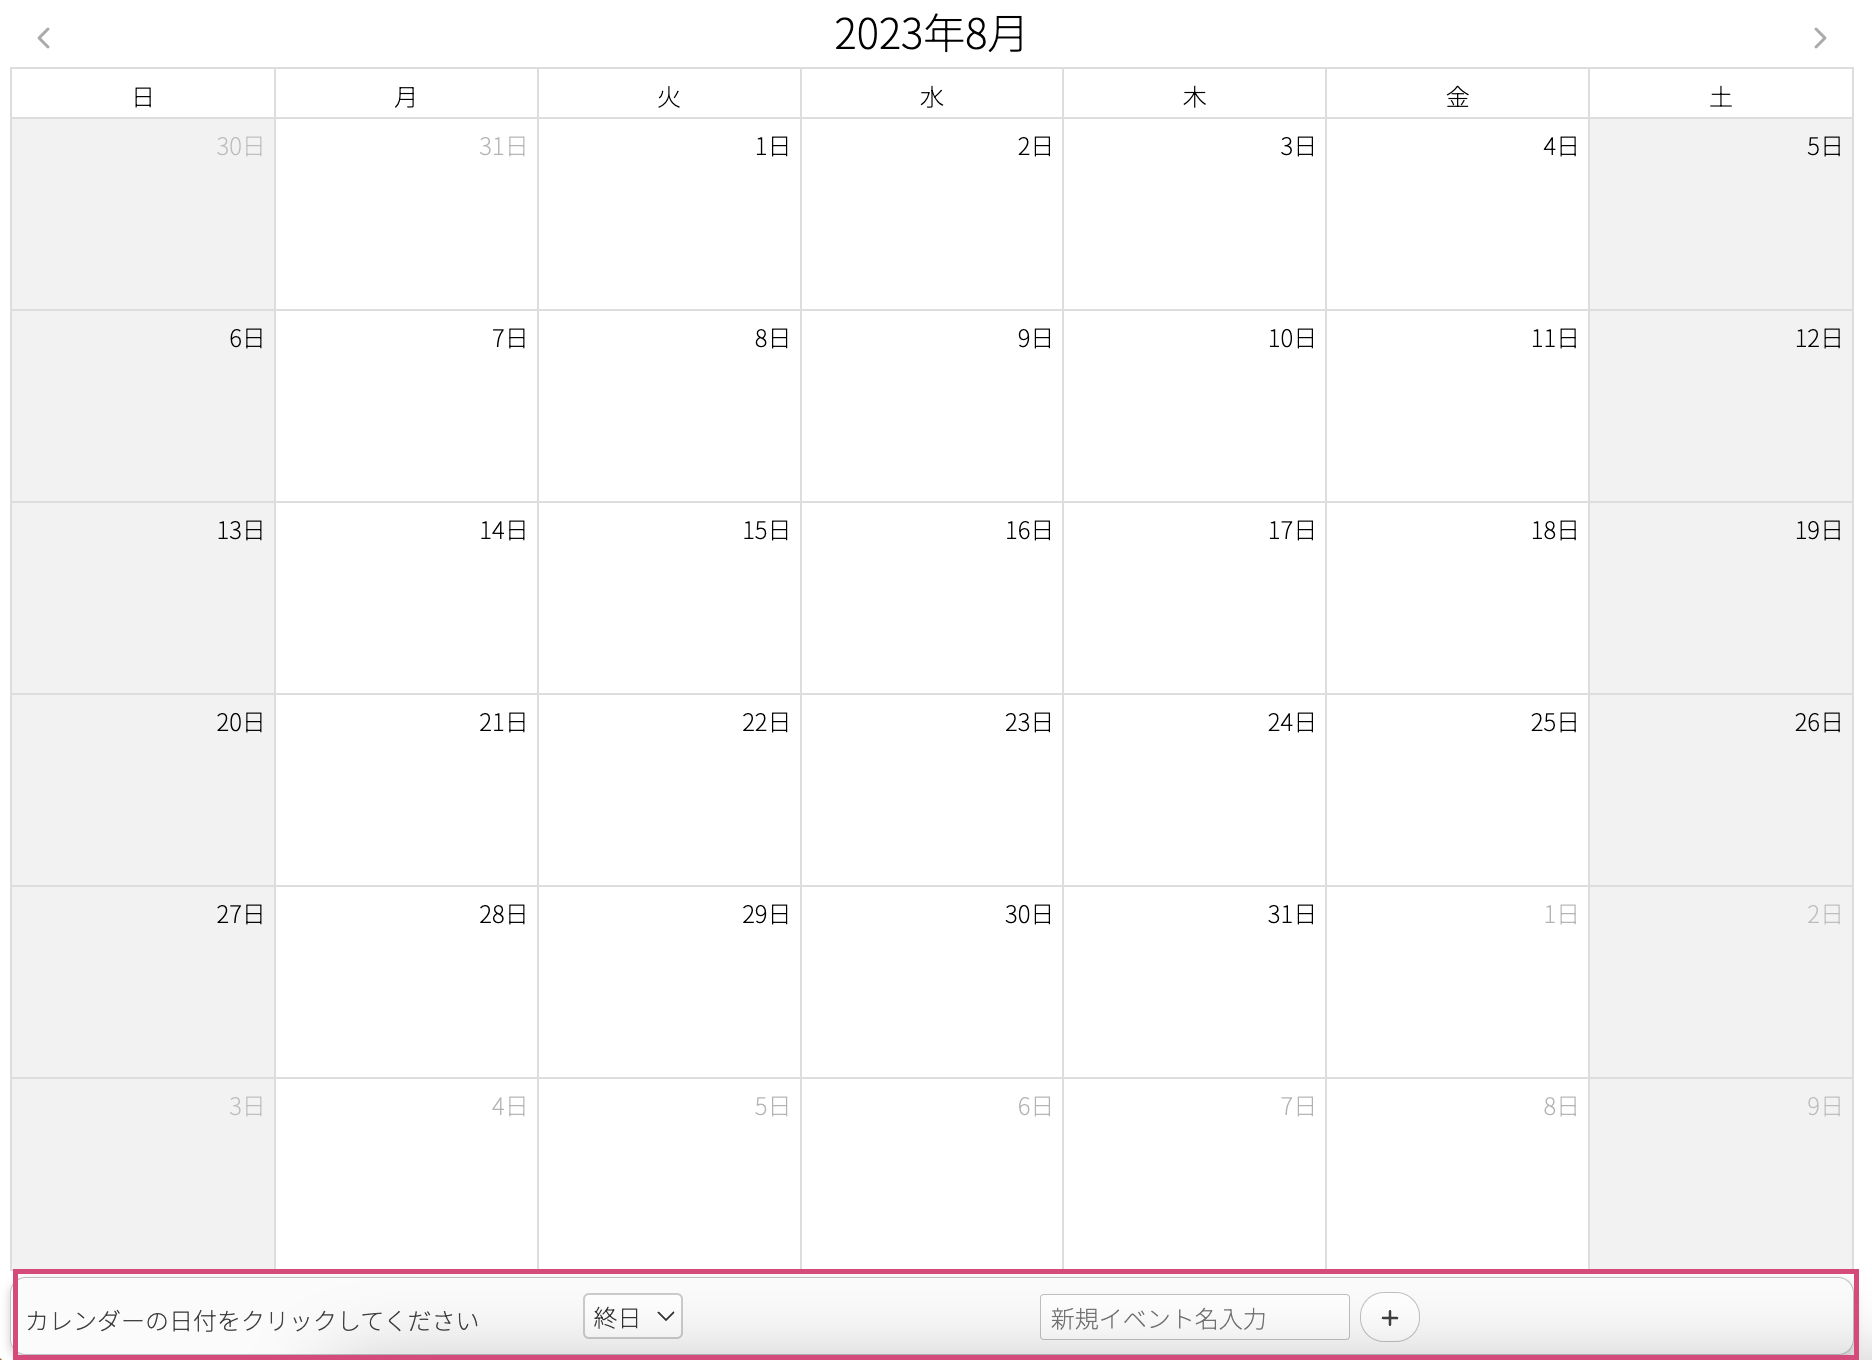 2023年8月
日 月 火 水 木 金 土
30日 31日 1日 2日 3日 4日 5日
6日 7日 8日 9日 10日 11日 12日
13日 14日 15日 16日 17日 18日 19日
20日 21日 22日 23日 24日 25日 26日
27日 28日 29日 30日 31日 1日 2日
3日 4日 5日 6日 7日 8日 9日
カレンダーの日付をクリックしてください 終日 新規イベント名入力 +